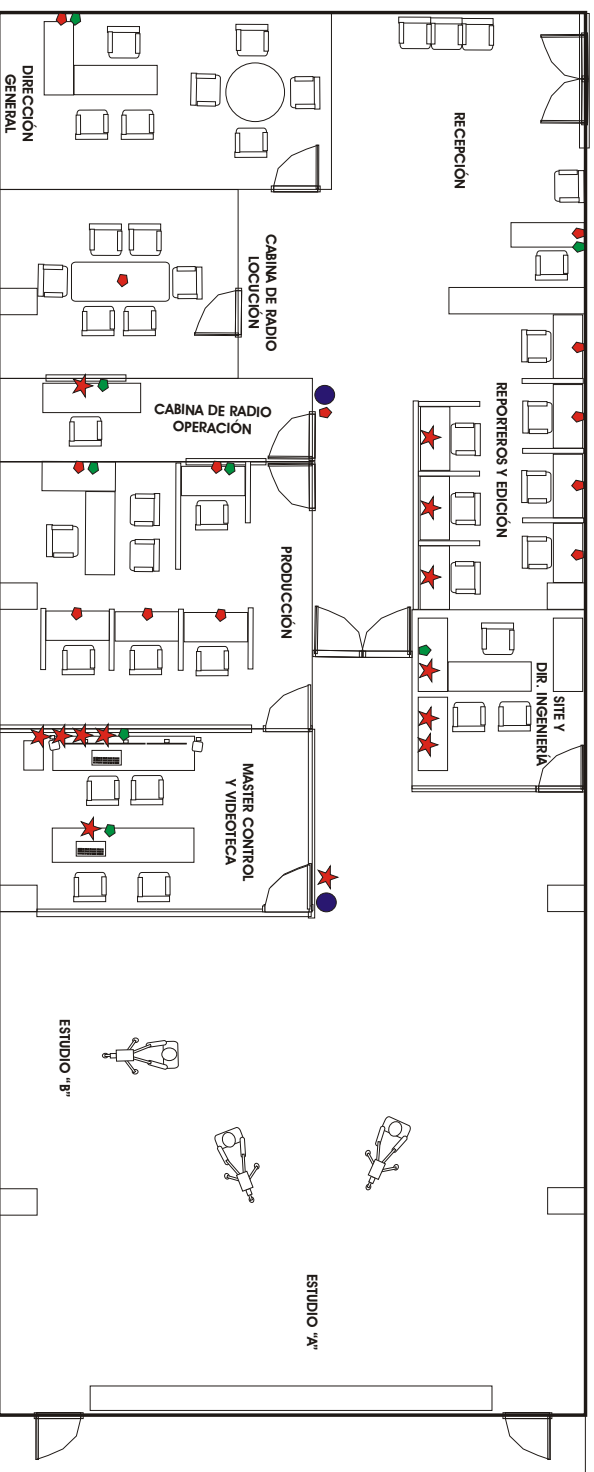 DIRECCIÓN
GENERAL
RECEPCIÓN
CABINA DE RADIO
LOCUCIÓN
CABINA DE RADIO
OPERACIÓN
REPORTEROS Y EDICIÓN
PRODUCCIÓN
SITE Y
DIR. INGENIERÍA
MASTER CONTROL
Y VIDEOTECA
ESTUDIO "B"
ESTUDIO "A"